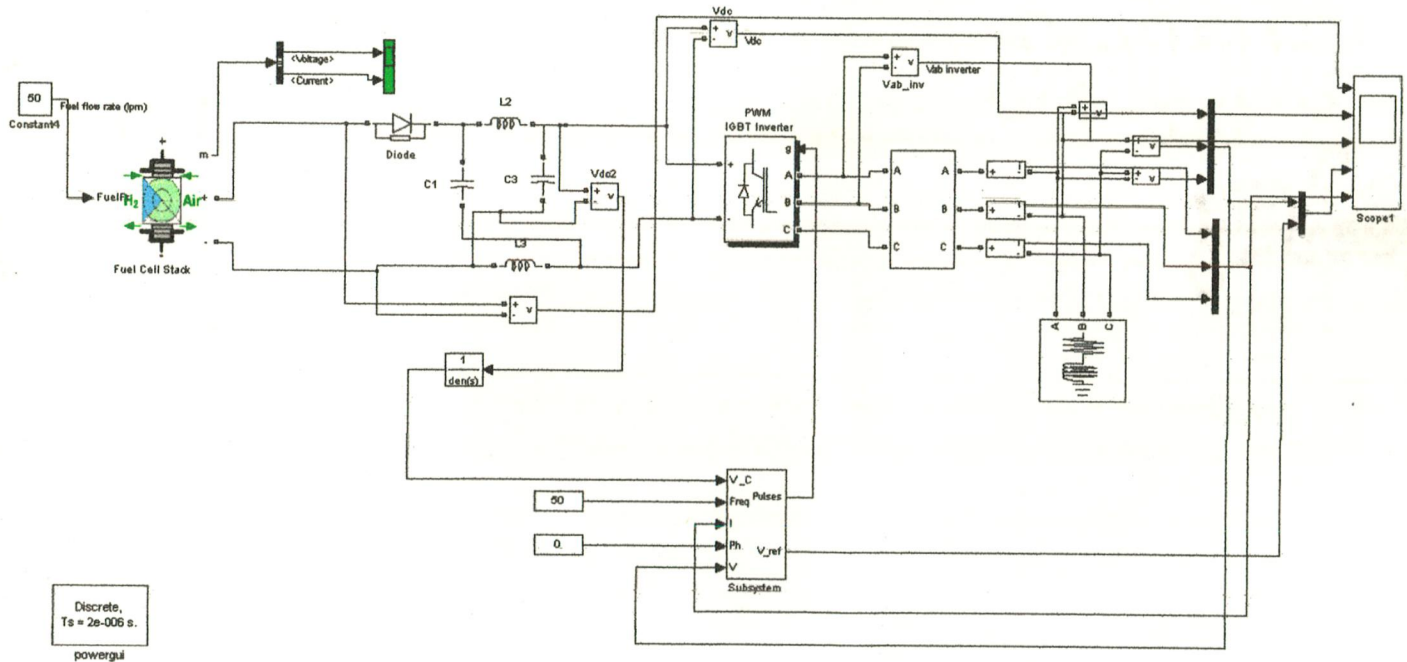 Vdc
+
-
v
Vdc
<Voltage>
<Current>
+
-
v
Vab inverter
Vab_inv
50
Fuel flow rate (lpm)
Constant4
L2
PWM
IGBT Inverter
+
-
v
+
m
Diode
g
+
-
v
Scope1
C1
C3
Vdc2
+
-
v
+
A
A
A
FuelFr
H2
Air
+
B
B
B
-
C
C
C
-
L3
Fuel Cell Stack
+
-
v
A
B
C
1
den(s)
V_C
Pulses
50
Freq
I
0.
Ph.
V_ref
V
Subsystem
Discrete,
Ts = 2e-006 s.
powergui